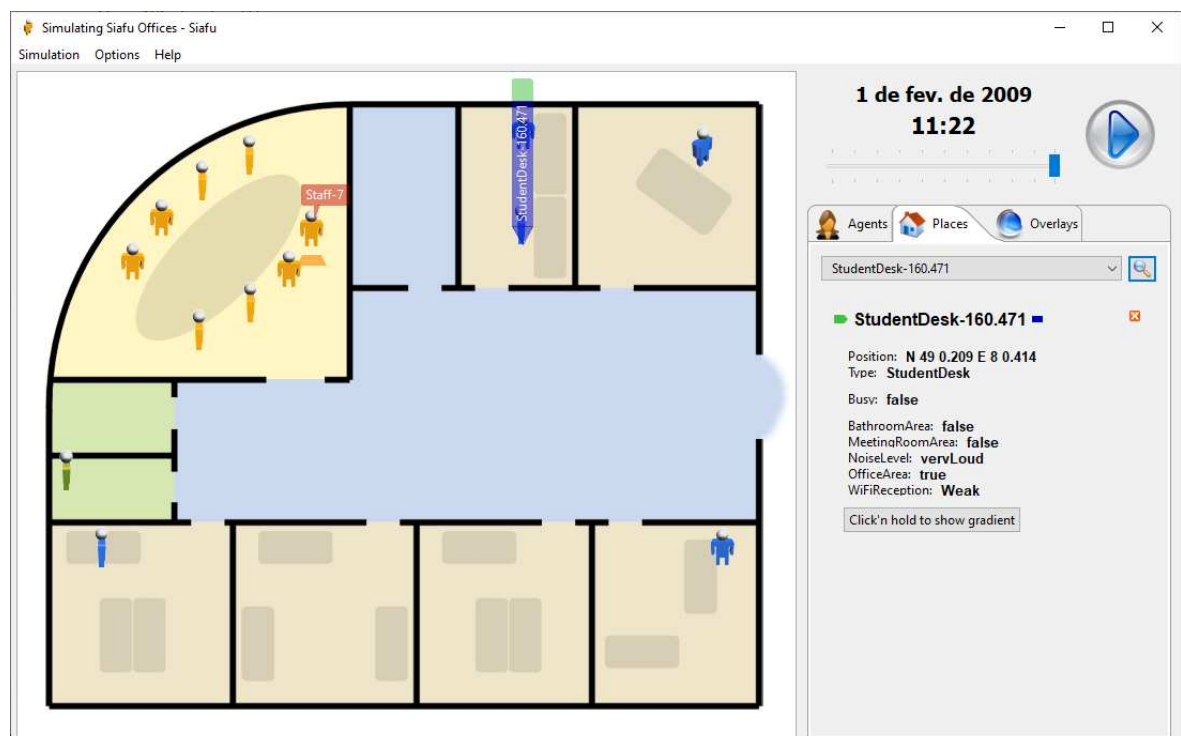 Simulating Siafu Offices - Siafu
Simulation Options Help
1 de fev. de 2009
11:22
Agents Places Overlays
StudentDesk-160.471
StudentDesk-160.471
Position: N 49 0.209 E 8 0.414
Type: StudentDesk
Busy: false
BathroomArea: false
MeetingRoomArea: false
NoiseLevel: veryLoud
OfficeArea: true
WiFiReception: Weak
Click'n hold to show gradient
StudentDesk-160.471
Staff-7